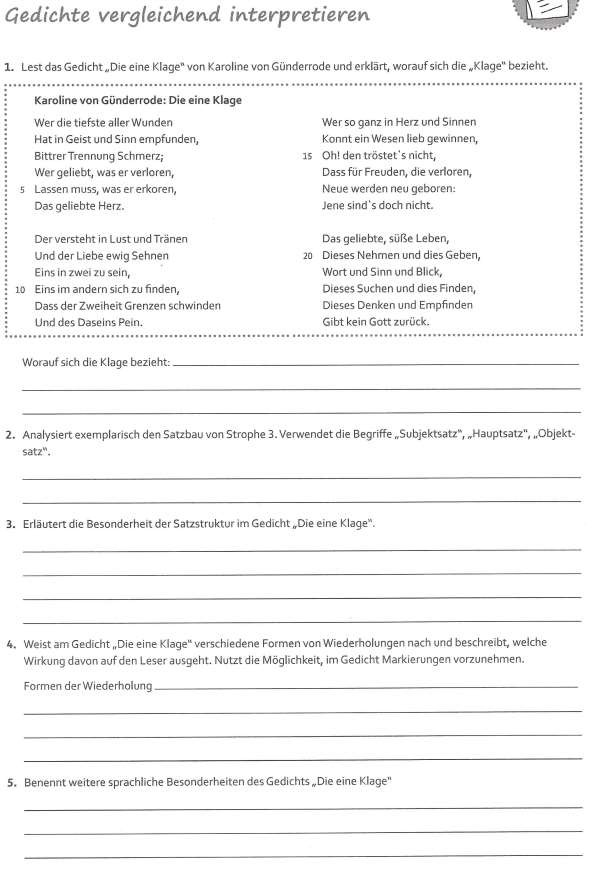 Gedichte vergleichend interpretieren
1. Lest das Gedicht „Die eine Klage“ von Karoline von Günderrode und erklärt, worauf sich die „Klage“ bezieht.
Karoline von Günderrode: Die eine Klage
Wer die tiefste aller Wunden
Hat in Geist und Sinn empfunden,
Bittrer Trennung Schmerz;
Wer geliebt, was er verloren,
5 Lassen muss, was er erkoren,
Das geliebte Herz.
Der versteht in Lust und Tränen
Und der Liebe ewig Sehnen
Eins in zwei zu sein,
10 Eins im andern sich zu finden,
Dass der Zweiheit Grenzen schwinden
Und des Daseins Pein.
Wer so ganz in Herz und Sinnen
Konnt ein Wesen lieb gewinnen,
15 Oh! den tröstet`s nicht,
Dass für Freuden, die verloren,
Neue werden neu geboren:
Jene sind`s doch nicht.
Das geliebte, süße Leben,
20 Dieses Nehmen und dies Geben,
Wort und Sinn und Blick,
Dieses Suchen und dies Finden,
Dieses Denken und Empfinden
Gibt kein Gott zurück.
Worauf sich die Klage bezieht:
2. Analysiert exemplarisch den Satzbau von Strophe 3. Verwendet die Begriffe „Subjektsatz“, „Hauptsatz“, „Objekt-
satz“.
3. Erläutert die Besonderheit der Satzstruktur im Gedicht „Die eine Klage“.
4. Weist am Gedicht „Die eine Klage“ verschiedene Formen von Wiederholungen nach und beschreibt, welche
Wirkung davon auf den Leser ausgeht. Nutzt die Möglichkeit, im Gedicht Markierungen vorzunehmen.
Formen der Wiederholung
5. Benennt weitere sprachliche Besonderheiten des Gedichts „Die eine Klage“